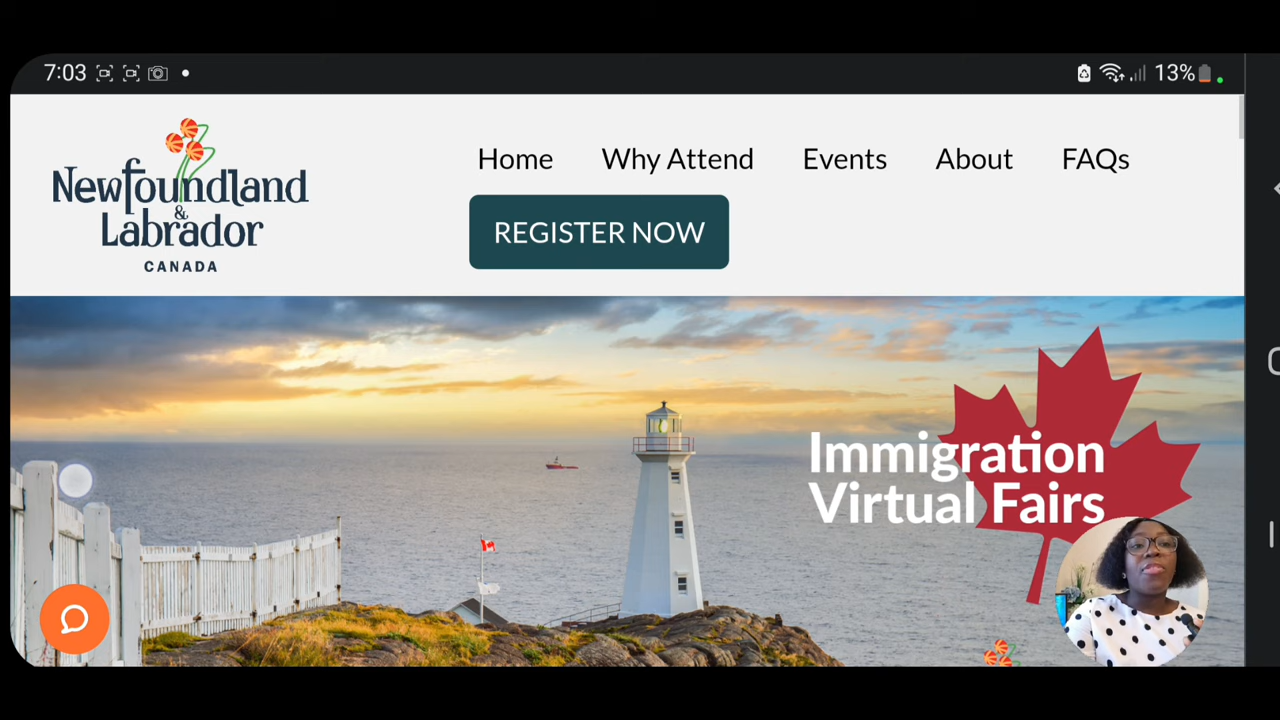 7:03
13%
Newfoundland
&
Labrador
CANADA
Home Why Attend Events About FAQs
REGISTER NOW
Immigration
Virtual Fairs